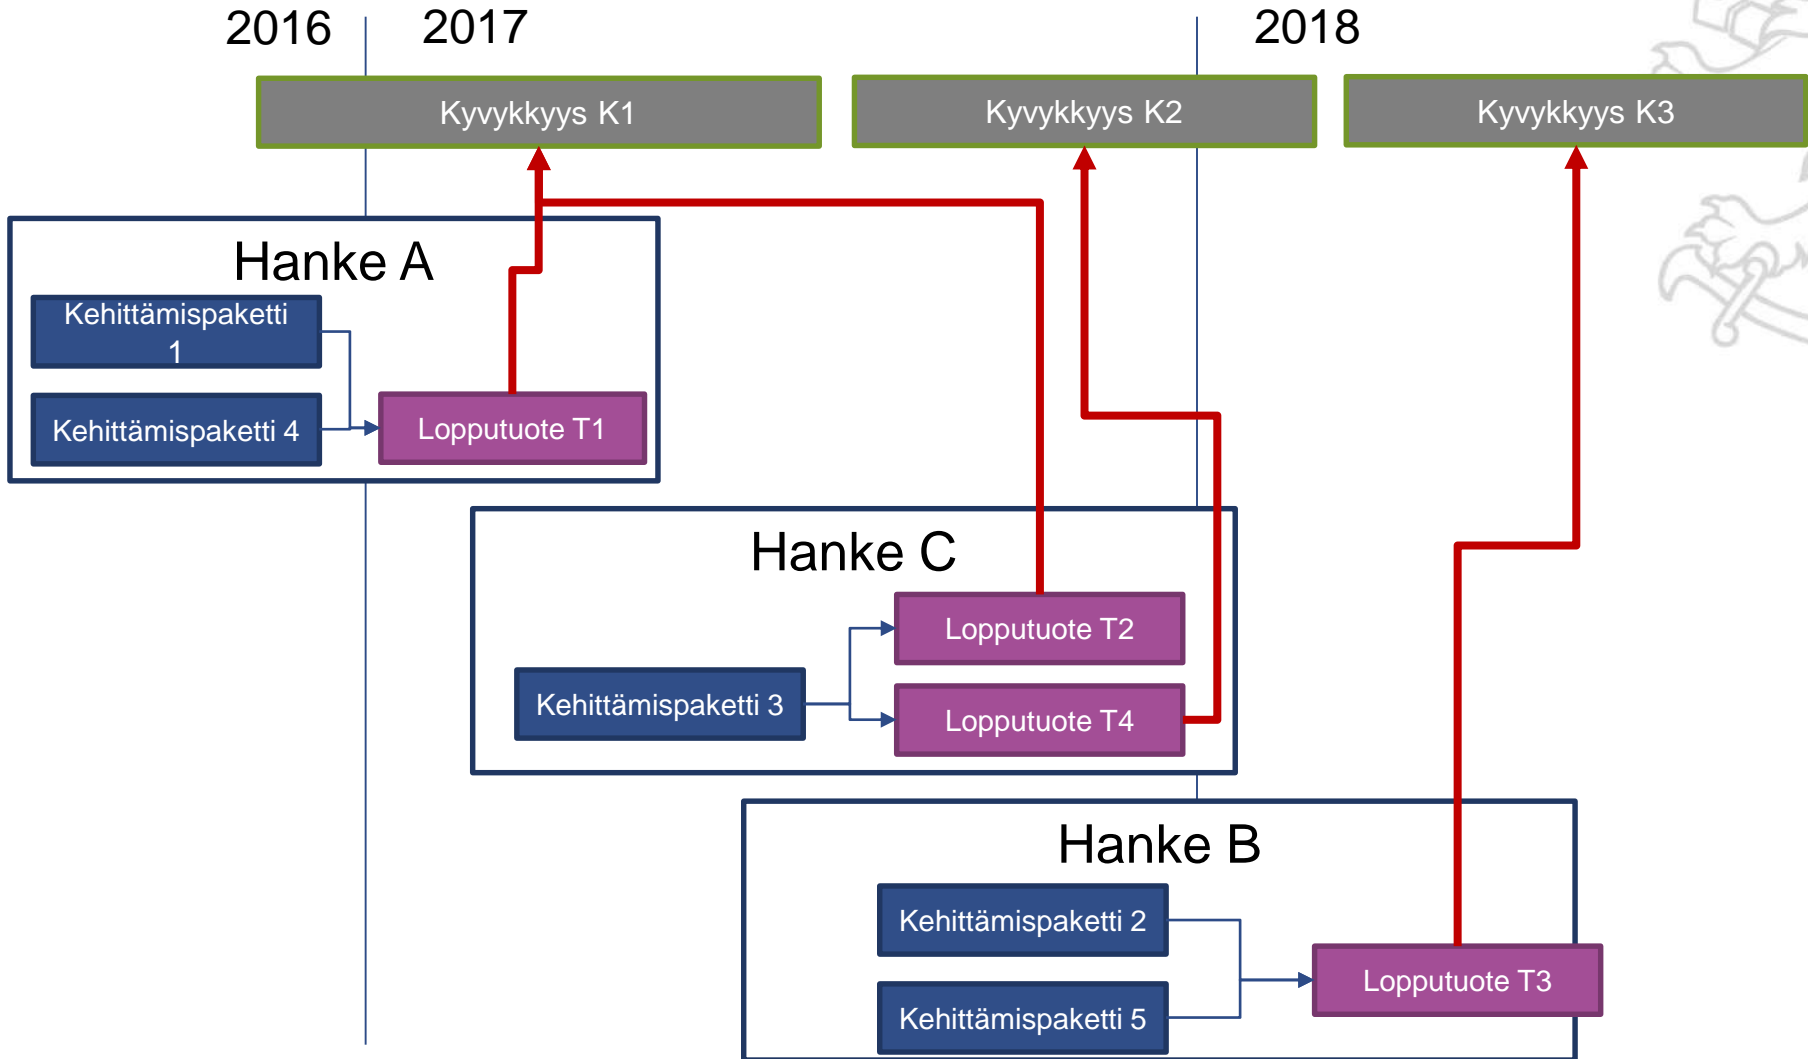 2016
2017
2018
Kyvykkyys K1
Kyvykkyys K2
Kyvykkyys K3
Hanke A
Kehittämispaketti
1
Kehittämispaketti 4
Lopputuote T1
Hanke C
Lopputuote T2
Kehittämispaketti 3
Lopputuote T4
Hanke B
Kehittämispaketti 2
Lopputuote T3
Kehittämispaketti 5